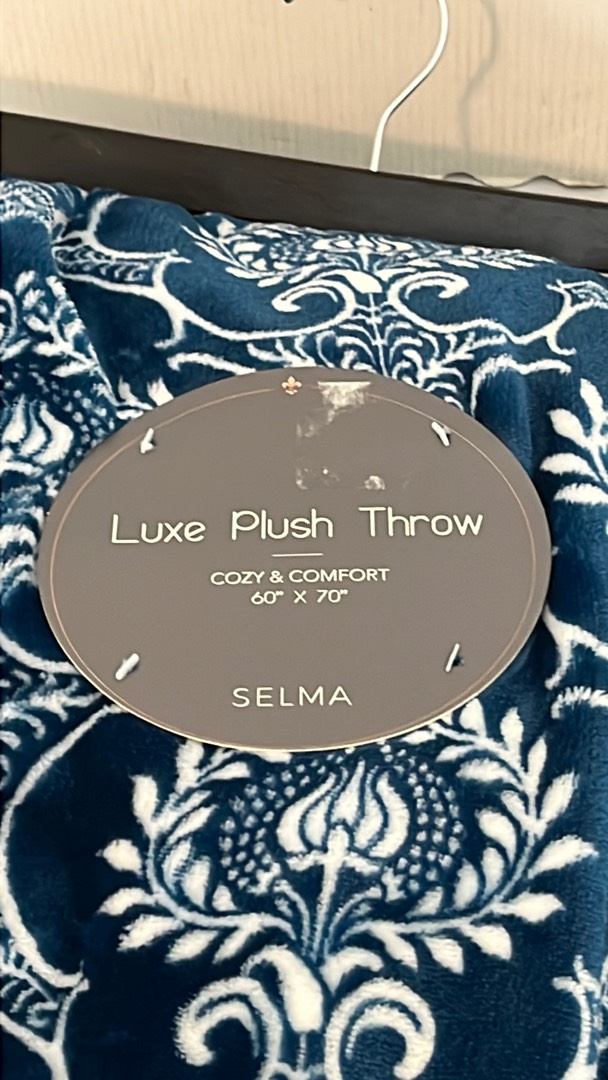 Luxe Plush Throw
COZY & COMFORT
60” X 70”
SELMA